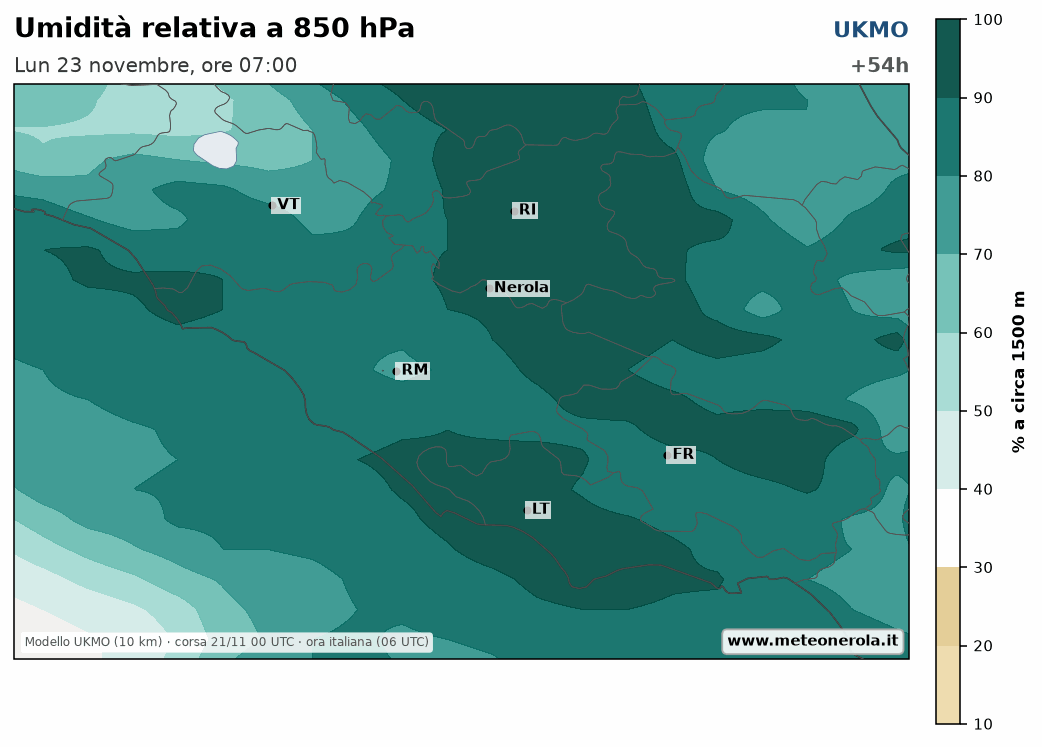 Umidità relativa a 850 hPa
UKMO
Lun 23 novembre, ore 07:00
+54h
VT
RI
Nerola
RM
FR
LT
Modello UKMO (10 km) · corsa 21/11 00 UTC · ora italiana (06 UTC)
www.meteonerola.it
100
90
80
70
60
50
40
30
20
10
% a circa 1500 m